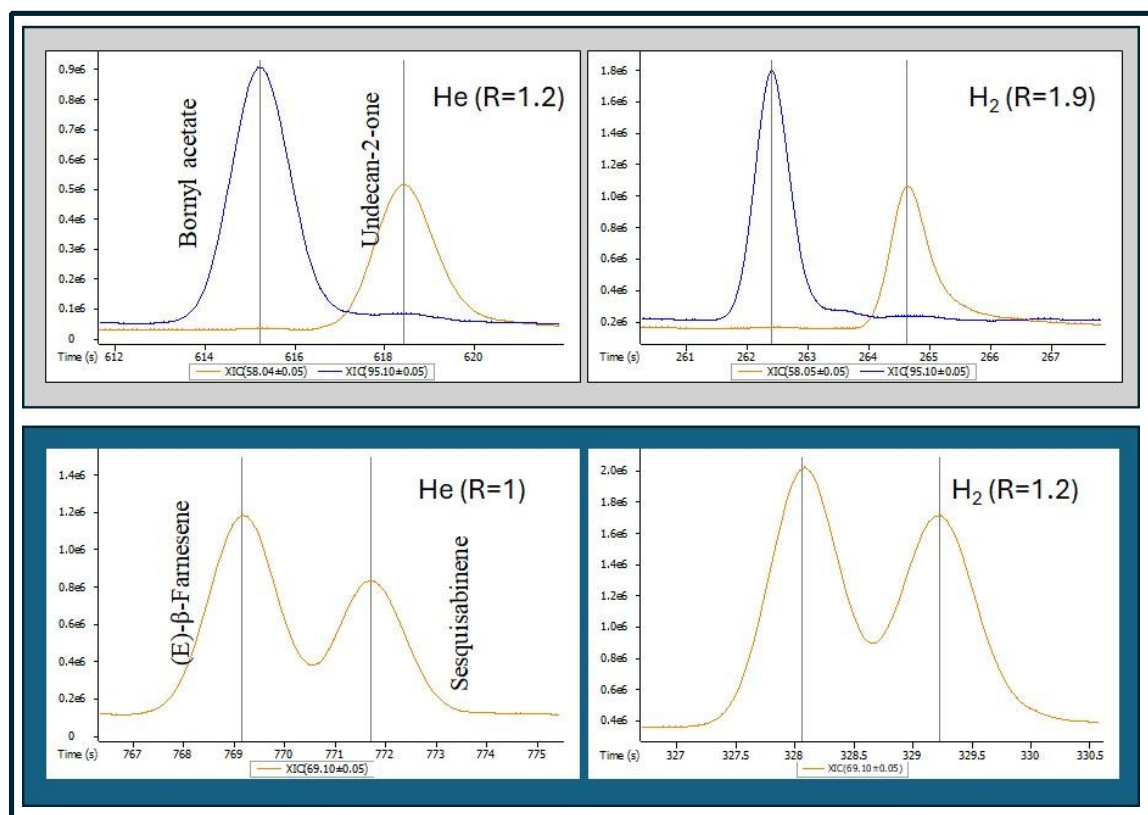 He (R=1.2)
Bornyl acetate
Undecan-2-one
0.9e6
0.8e6
0.7e6
0.6e6
0.5e6
0.4e6
0.3e6
0.2e6
0.1e6
0
Time (s) 612 614 616 618 620
XIC(58.04±0.05) XIC(95.10±0.05)
H₂ (R=1.9)
1.8e6
1.6e6
1.4e6
1.2e6
1.0e6
0.8e6
0.6e6
0.4e6
0.2e6
Time (s) 261 262 263 264 265 266 267
XIC(58.05±0.05) XIC(95.10±0.05)
He (R=1)
(E)-β-Farnesene
Sesquisabinene
1.4e6
1.2e6
1.0e6
0.8e6
0.6e6
0.4e6
0.2e6
0
Time (s) 767 768 769 770 771 772 773 774 775
XIC(69.10±0.05)
H₂ (R=1.2)
2.0e6
1.8e6
1.6e6
1.4e6
1.2e6
1.0e6
0.8e6
0.6e6
0.4e6
Time (s) 327 327.5 328 328.5 329 329.5 330 330.5
XIC(69.10±0.05)